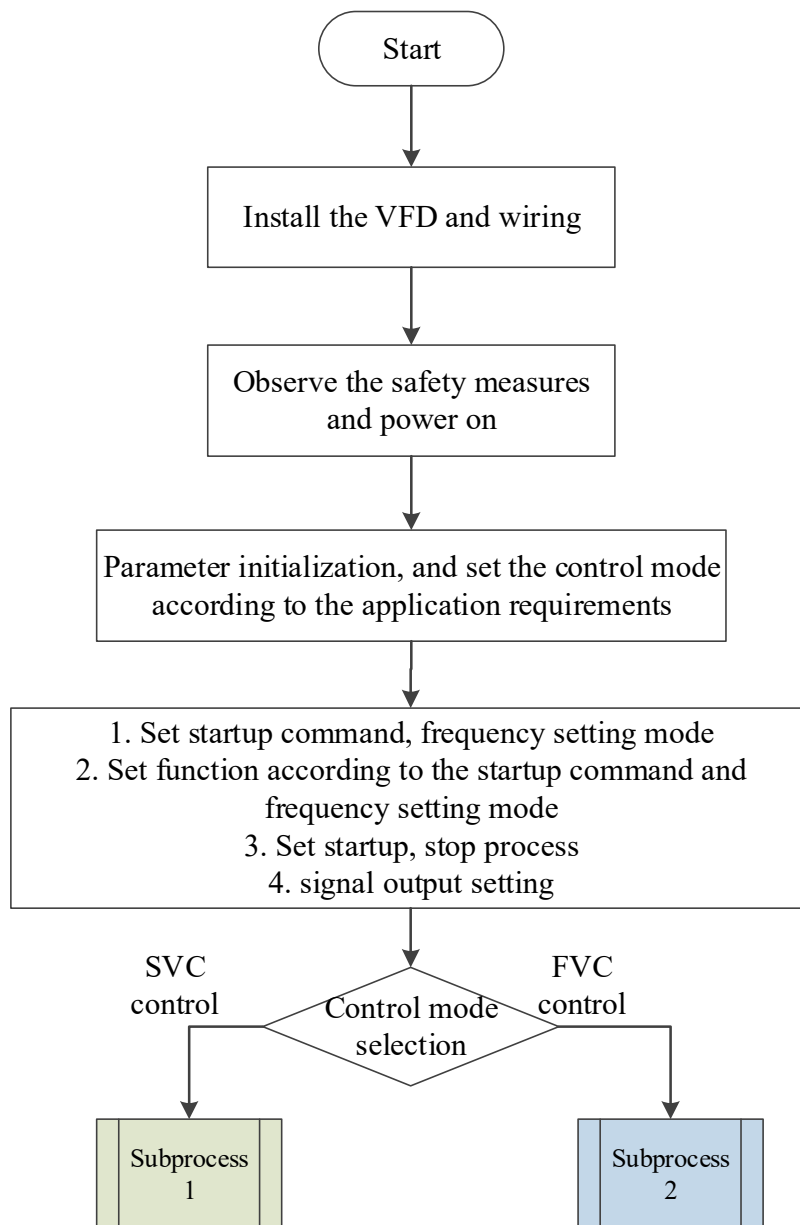 Start
Install the VFD and wiring
Observe the safety measures
and power on
Parameter initialization, and set the control mode
according to the application requirements
1. Set startup command, frequency setting mode
2. Set function according to the startup command and
frequency setting mode
3. Set startup, stop process
4. signal output setting
SVC
control
FVC
control
Control mode
selection
Subprocess
1
Subprocess
2